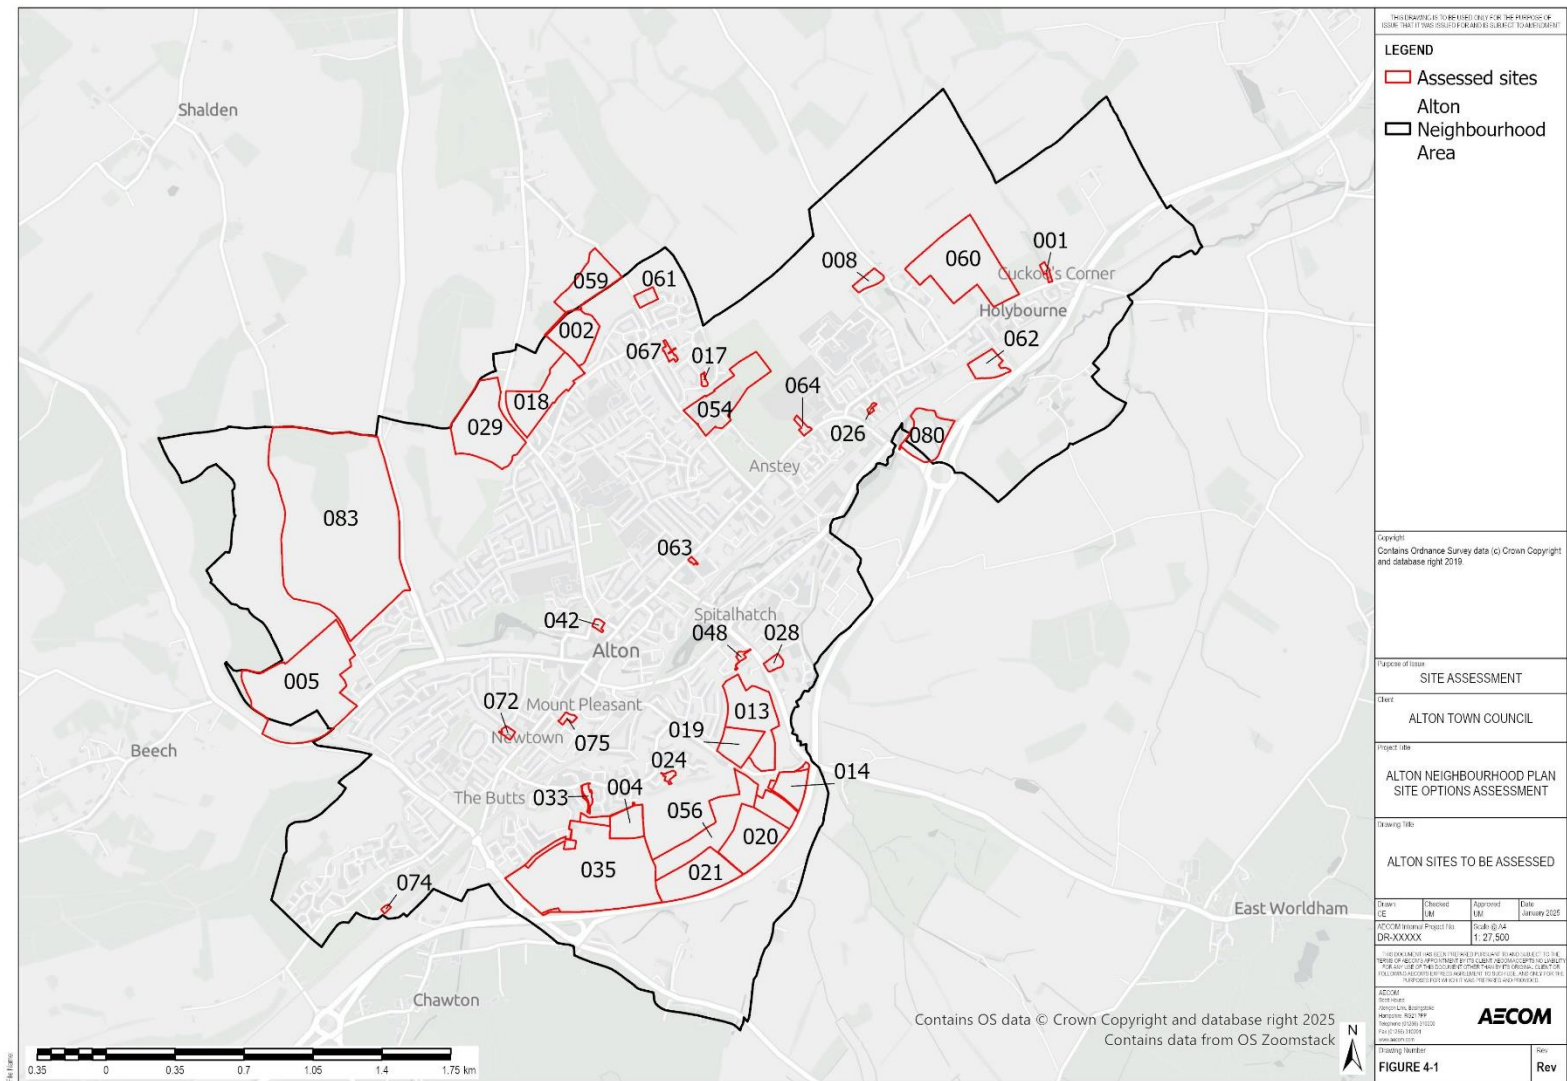 Shalden
059
061
002
067
017
018
029
054
064
026
080
008
060
001
Cuckoo's Corner
Holybourne
062
Anstey
083
063
042
Spitalhatch
048
028
Alton
005
013
072
Mount Pleasant
Newtown
075
019
024
014
Beech
The Butts
033
004
056
020
035
021
074
East Worldham
Chawton
Contains OS data © Crown Copyright and database right 2025
Contains data from OS Zoomstack
N
0.35 0 0.35 0.7 1.05 1.4 1.75 km
File Name:
THIS DRAWING IS TO BE USED ONLY FOR THE PURPOSE OF
ISSUE THAT IT WAS ISSUED FOR AND IS SUBJECT TO AMENDMENT
LEGEND
Assessed sites
Alton
Neighbourhood
Area
Copyright
Contains Ordnance Survey data (c) Crown Copyright
and database right 2019.
Purpose of Issue
SITE ASSESSMENT
Client
ALTON TOWN COUNCIL
Project Title
ALTON NEIGHBOURHOOD PLAN
SITE OPTIONS ASSESSMENT
Drawing Title
ALTON SITES TO BE ASSESSED
Drawn Checked Approved Date
CE UM UM January 2025
AECOM Internal Project No Scale @ A4
DR-XXXXX 1: 27,500
AECOM
Telephone
www.aecom.com
AECOM
Drawing Number Rev
FIGURE 4-1 Rev